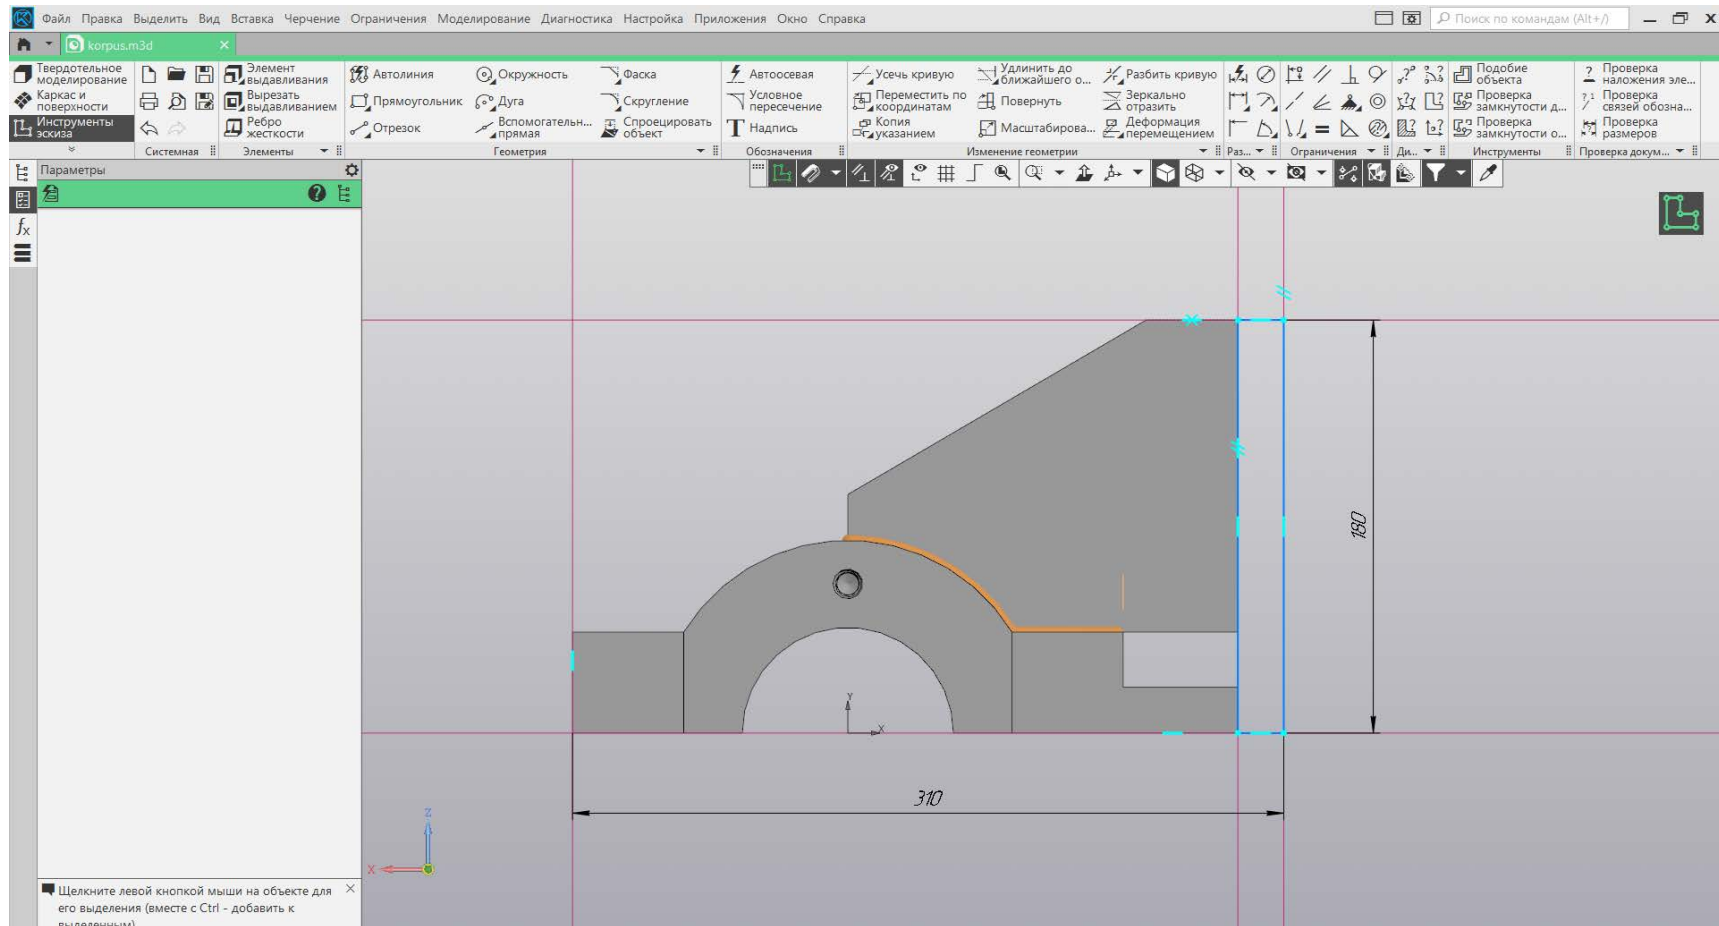 Файл Правка Выделить Вид Вставка Черчение Ограничения Моделирование Диагностика Настройка Приложения Окно Справка
Поиск по командам (Alt+/)
korpus.m3d
Твердотельное моделирование
Каркас и поверхности
Инструменты эскиза
Системная
Элемент выдавливания
Вырезать выдавливанием
Ребро жесткости
Элементы
Автолиния
Прямоугольник
Отрезок
Окружность
Дуга
Вспомогательн... прямая
Фаска
Скругление
Спроецировать объект
Геометрия
Автоосевая
Условное пересечение
Надпись
Обозначения
Усечь кривую
Переместить по координатам
Копия указанием
Удлинить до ближайшего о...
Повернуть
Масштабирова...
Разбить кривую
Зеркально отразить
Деформация перемещением
Изменение геометрии
Раз...
Ограничения
Ди...
Подобие объекта
Проверка замкнутости д...
Проверка замкнутости о...
Инструменты
Проверка наложения эле...
Проверка связей обозна...
Проверка размеров
Проверка докум...
Параметры
180
Y
X
310
Z
X
Щелкните левой кнопкой мыши на объекте для
его выделения (вместе с Ctrl - добавить к
выделенным)